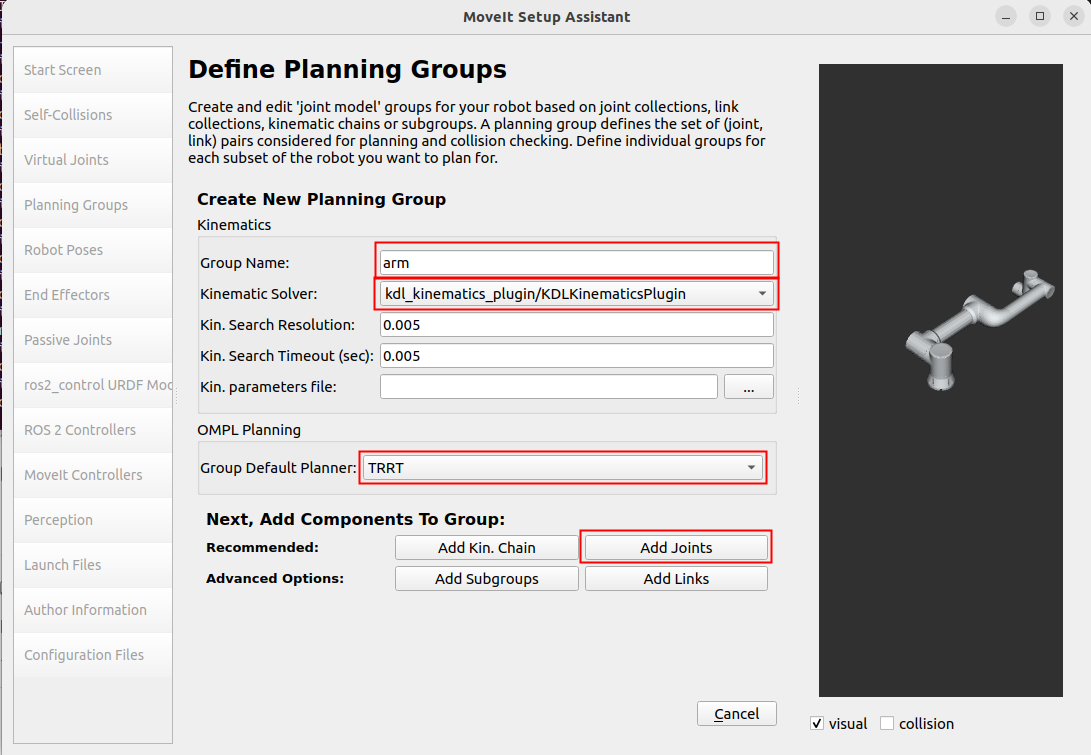 MoveIt Setup Assistant
Start Screen
Self-Collisions
Virtual Joints
Planning Groups
Robot Poses
End Effectors
Passive Joints
ros2_control URDF Mod
ROS 2 Controllers
MoveIt Controllers
Perception
Launch Files
Author Information
Configuration Files
Define Planning Groups
Create and edit 'joint model' groups for your robot based on joint collections, link
collections, kinematic chains or subgroups. A planning group defines the set of (joint,
link) pairs considered for planning and collision checking. Define individual groups for
each subset of the robot you want to plan for.
Create New Planning Group
Kinematics
Group Name: arm
Kinematic Solver: kdl_kinematics_plugin/KDLKinematicsPlugin
Kin. Search Resolution: 0.005
Kin. Search Timeout (sec): 0.005
Kin. parameters file: ...
OMPL Planning
Group Default Planner: TRRT
Next, Add Components To Group:
Recommended: Add Kin. Chain Add Joints
Advanced Options: Add Subgroups Add Links
Cancel
visual collision